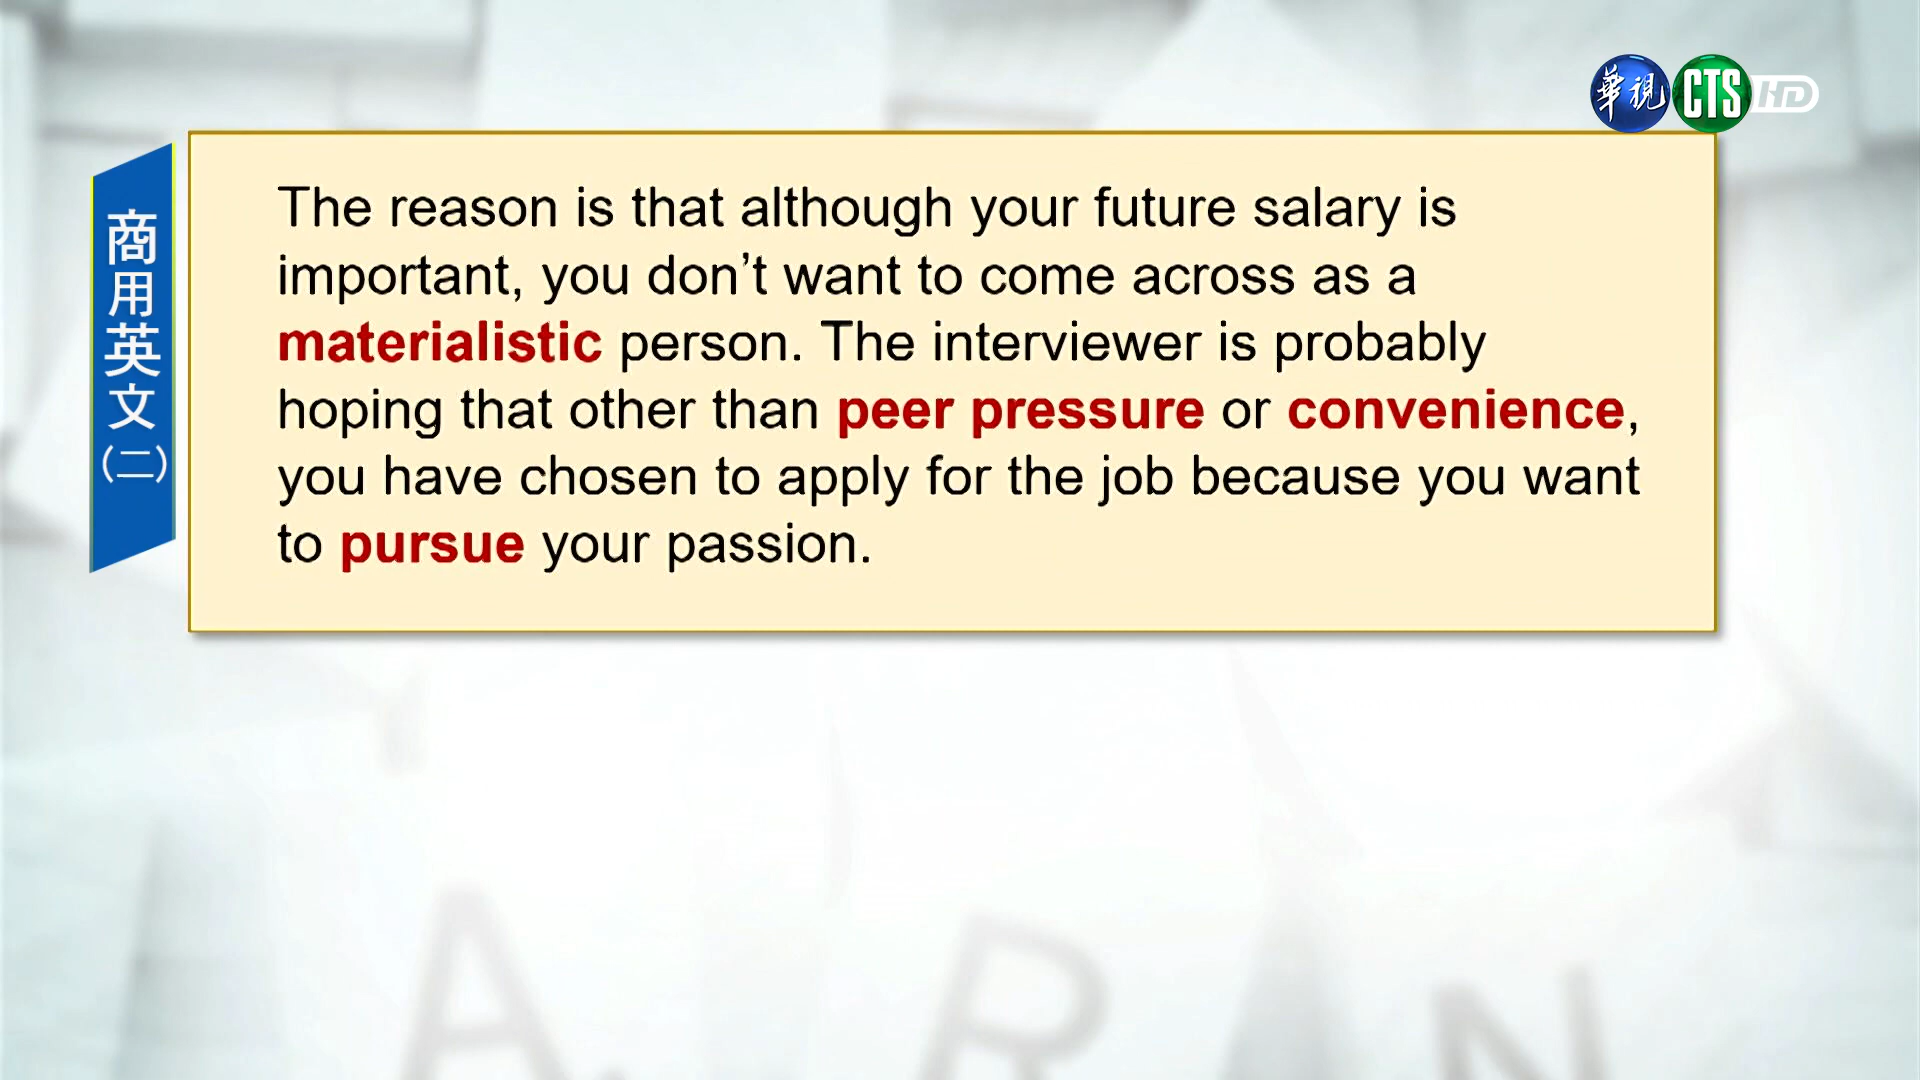 華視 CTS HD
商用英文(二)
The reason is that although your future salary is
important, you don’t want to come across as a
materialistic person. The interviewer is probably
hoping that other than peer pressure or convenience,
you have chosen to apply for the job because you want
to pursue your passion.
A R N